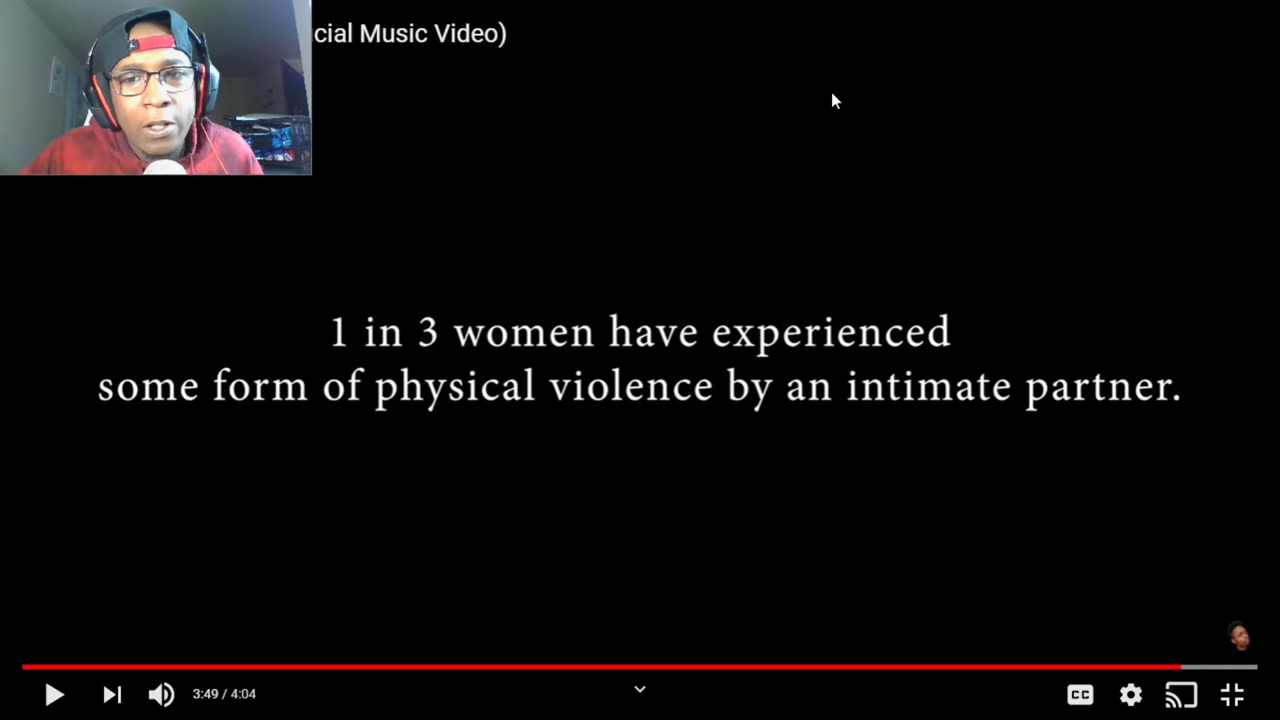 cial Music Video)
1 in 3 women have experienced
some form of physical violence by an intimate partner.
3:49 / 4:04
CC